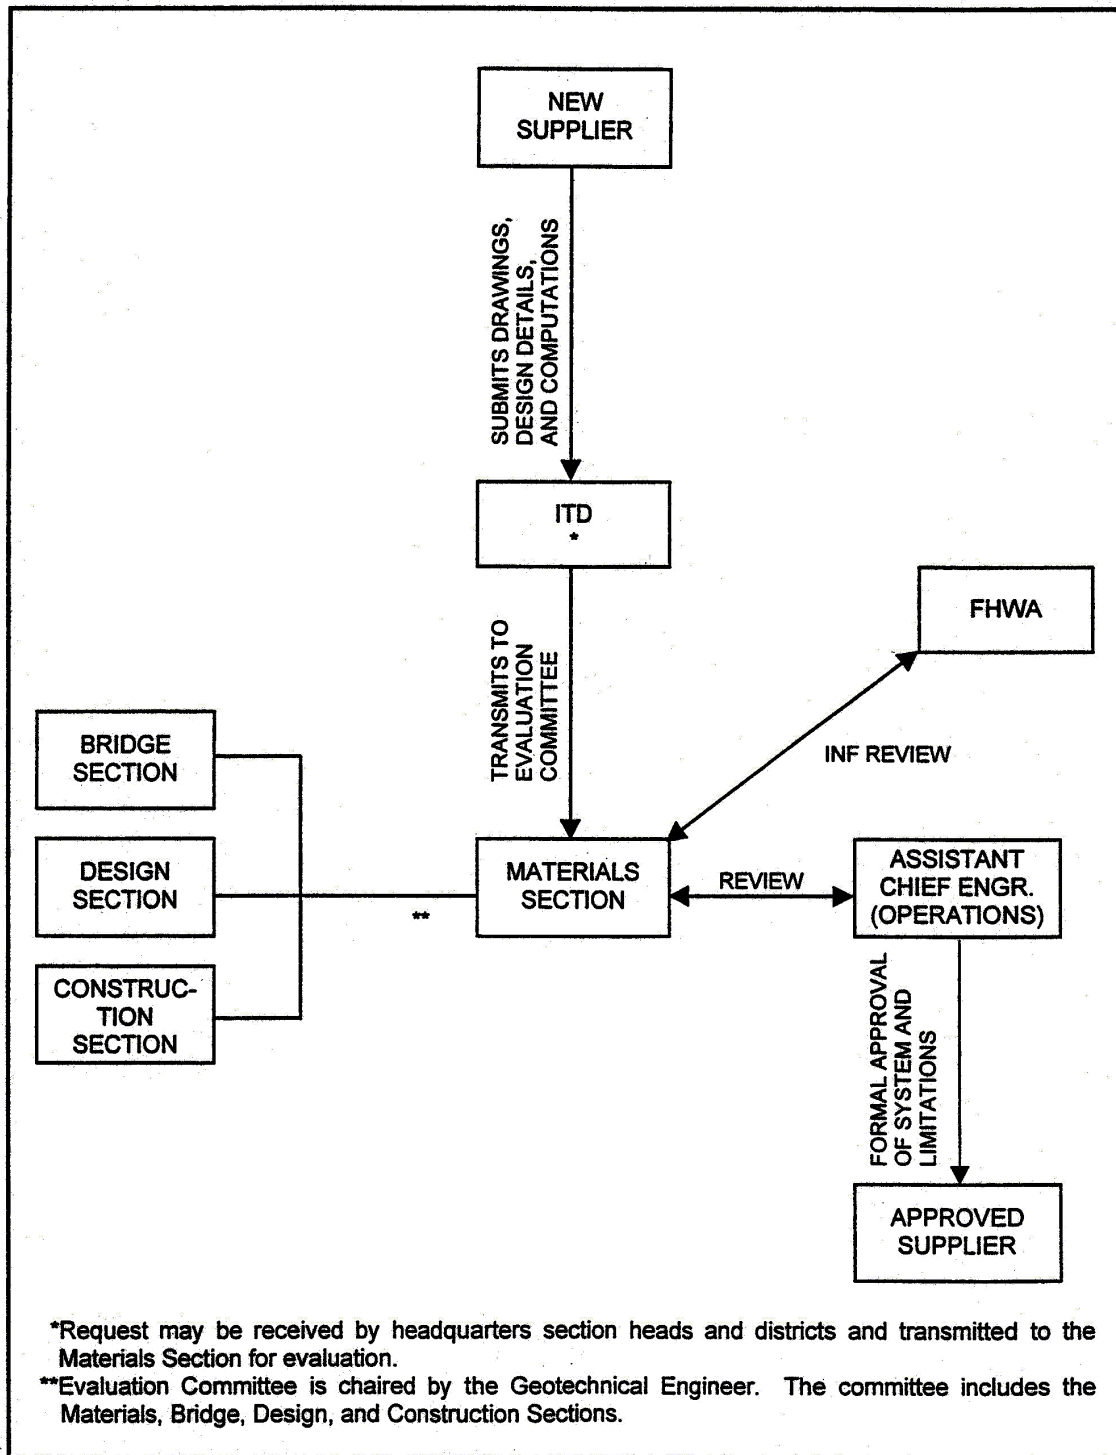 NEW
SUPPLIER
SUBMITS DRAWINGS,
DESIGN DETAILS,
AND COMPUTATIONS
ITD
*
TRANSMITS TO
EVALUATION
COMMITTEE
FHWA
INF REVIEW
BRIDGE
SECTION
DESIGN
SECTION
CONSTRUC-
TION
SECTION
**
MATERIALS
SECTION
REVIEW
ASSISTANT
CHIEF ENGR.
(OPERATIONS)
FORMAL APPROVAL
OF SYSTEM AND
LIMITATIONS
APPROVED
SUPPLIER
*Request may be received by headquarters section heads and districts and transmitted to the
Materials Section for evaluation.
**Evaluation Committee is chaired by the Geotechnical Engineer. The committee includes the
Materials, Bridge, Design, and Construction Sections.